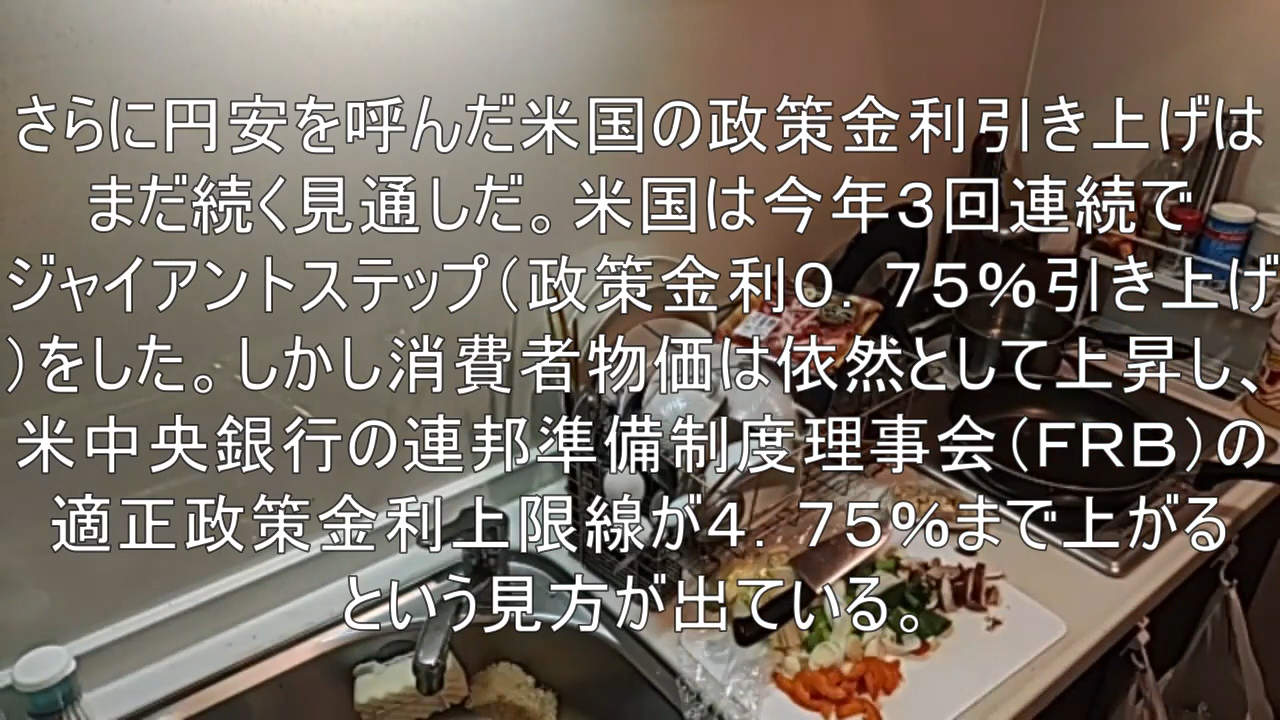 さらに円安を呼んだ米国の政策金利引き上げは
まだ続く見通しだ。米国は今年３回連続で
ジャイアントステップ（政策金利０．７５％引き上げ
）をした。しかし消費者物価は依然として上昇し、
米中央銀行の連邦準備制度理事会（ＦＲＢ）の
適正政策金利上限線が４．７５％まで上がる
という見方が出ている。